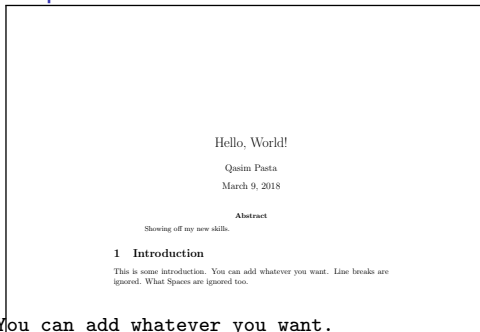 Hello, World!
Qasim Pasta
March 9, 2018
Abstract
Showing off my new skills.
1 Introduction
This is some introduction. You can add whatever you want. Line breaks are
ignored. What Spaces are ignored too.
You can add whatever you want.